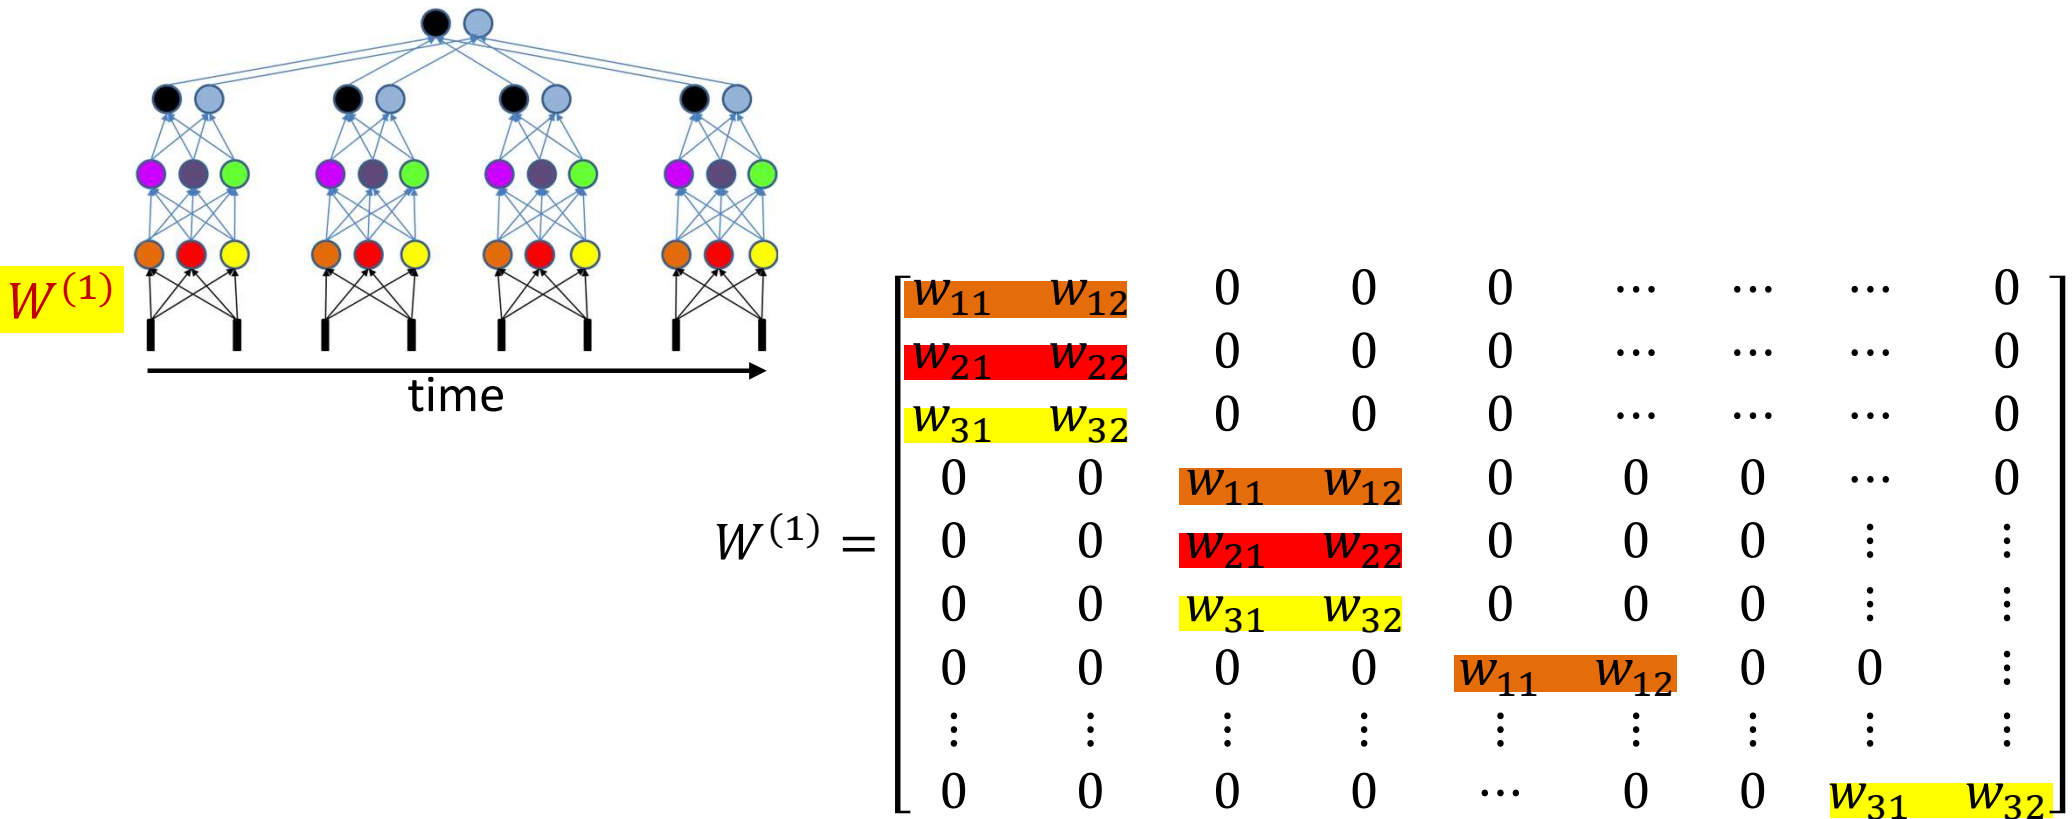 W^(1)
time
W^(1) =
w₁₁ w₁₂ 0 0 0 ⋯ ⋯ ⋯ 0
w₂₁ w₂₂ 0 0 0 ⋯ ⋯ ⋯ 0
w₃₁ w₃₂ 0 0 0 ⋯ ⋯ ⋯ 0
0 0 w₁₁ w₁₂ 0 0 0 ⋯ 0
0 0 w₂₁ w₂₂ 0 0 0 ⋮ ⋮
0 0 w₃₁ w₃₂ 0 0 0 ⋮ ⋮
0 0 0 0 w₁₁ w₁₂ 0 0 ⋮
⋮ ⋮ ⋮ ⋮ ⋮ ⋮ ⋮ ⋮ ⋮
0 0 0 0 ⋯ 0 0 w₃₁ w₃₂